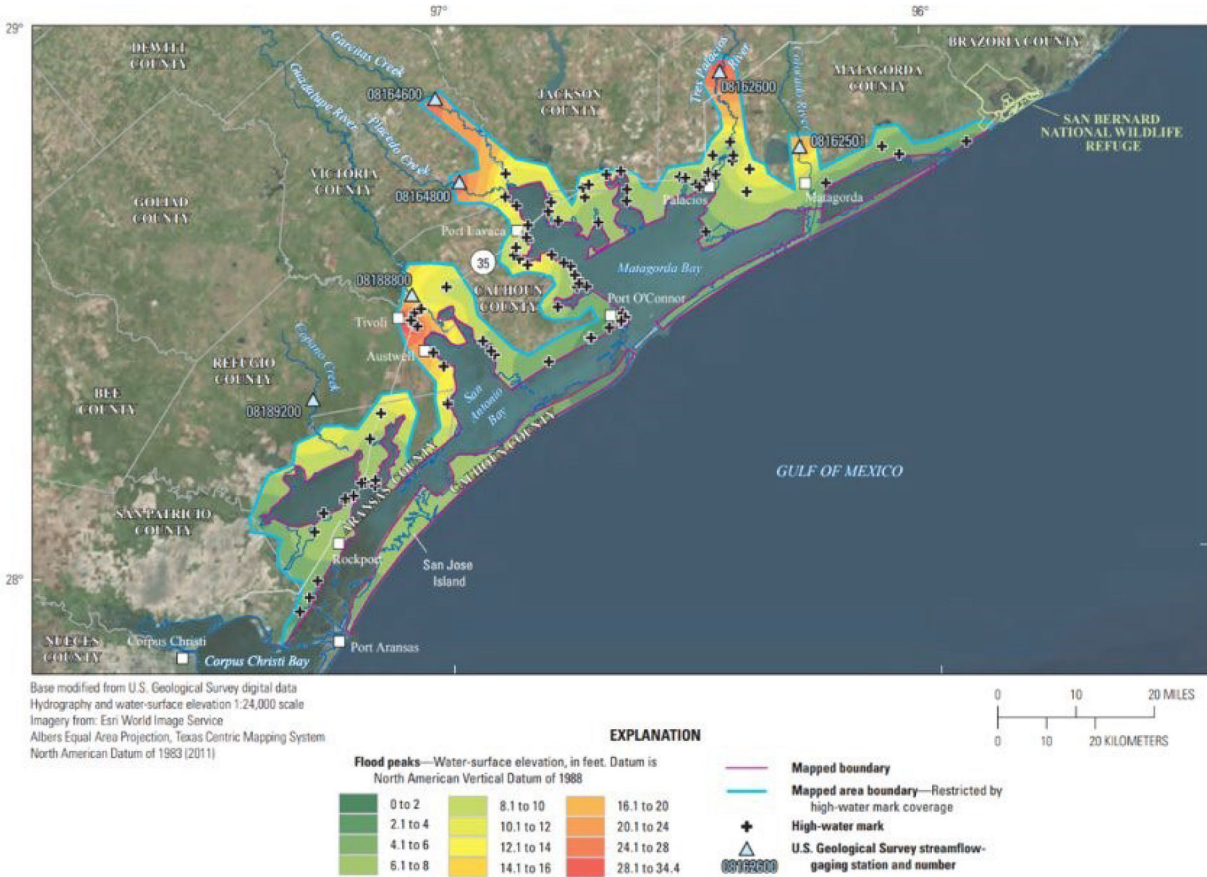 97°
96°
29°
DEWITT
COUNTY
Garcitas Creek
Guadalupe River
Placedo Creek
08164600
JACKSON
COUNTY
Tres Palacios
River
08162600
Colorado River
MATAGORDA
COUNTY
BRAZORIA COUNTY
08162501
SAN BERNARD
NATIONAL WILDLIFE
REFUGE
VICTORIA
COUNTY
08164800
GOLIAD
COUNTY
Palacios
Matagorda
Port Lavaca
35
Matagorda Bay
08188800
CALHOUN
COUNTY
Port O'Connor
Tivoli
Copano Creek
Austwell
REFUGIO
COUNTY
BEE
COUNTY
08189200
San
Antonio
Bay
CALHOUN COUNTY
ARANSAS COUNTY
GULF OF MEXICO
SAN PATRICIO
COUNTY
Rockport
San Jose
Island
28°
NUECES
COUNTY
Corpus Christi
Corpus Christi Bay
Port Aransas
Base modified from U.S. Geological Survey digital data
Hydrography and water-surface elevation 1:24,000 scale
Imagery from: Esri World Image Service
Albers Equal Area Projection, Texas Centric Mapping System
North American Datum of 1983 (2011)
0 10 20 MILES
0 10 20 KILOMETERS
EXPLANATION
Flood peaks—Water-surface elevation, in feet. Datum is
North American Vertical Datum of 1988
0 to 2
2.1 to 4
4.1 to 6
6.1 to 8
8.1 to 10
10.1 to 12
12.1 to 14
14.1 to 16
16.1 to 20
20.1 to 24
24.1 to 28
28.1 to 34.4
Mapped boundary
Mapped area boundary—Restricted by
high-water mark coverage
High-water mark
U.S. Geological Survey streamflow-
gaging station and number
08162600